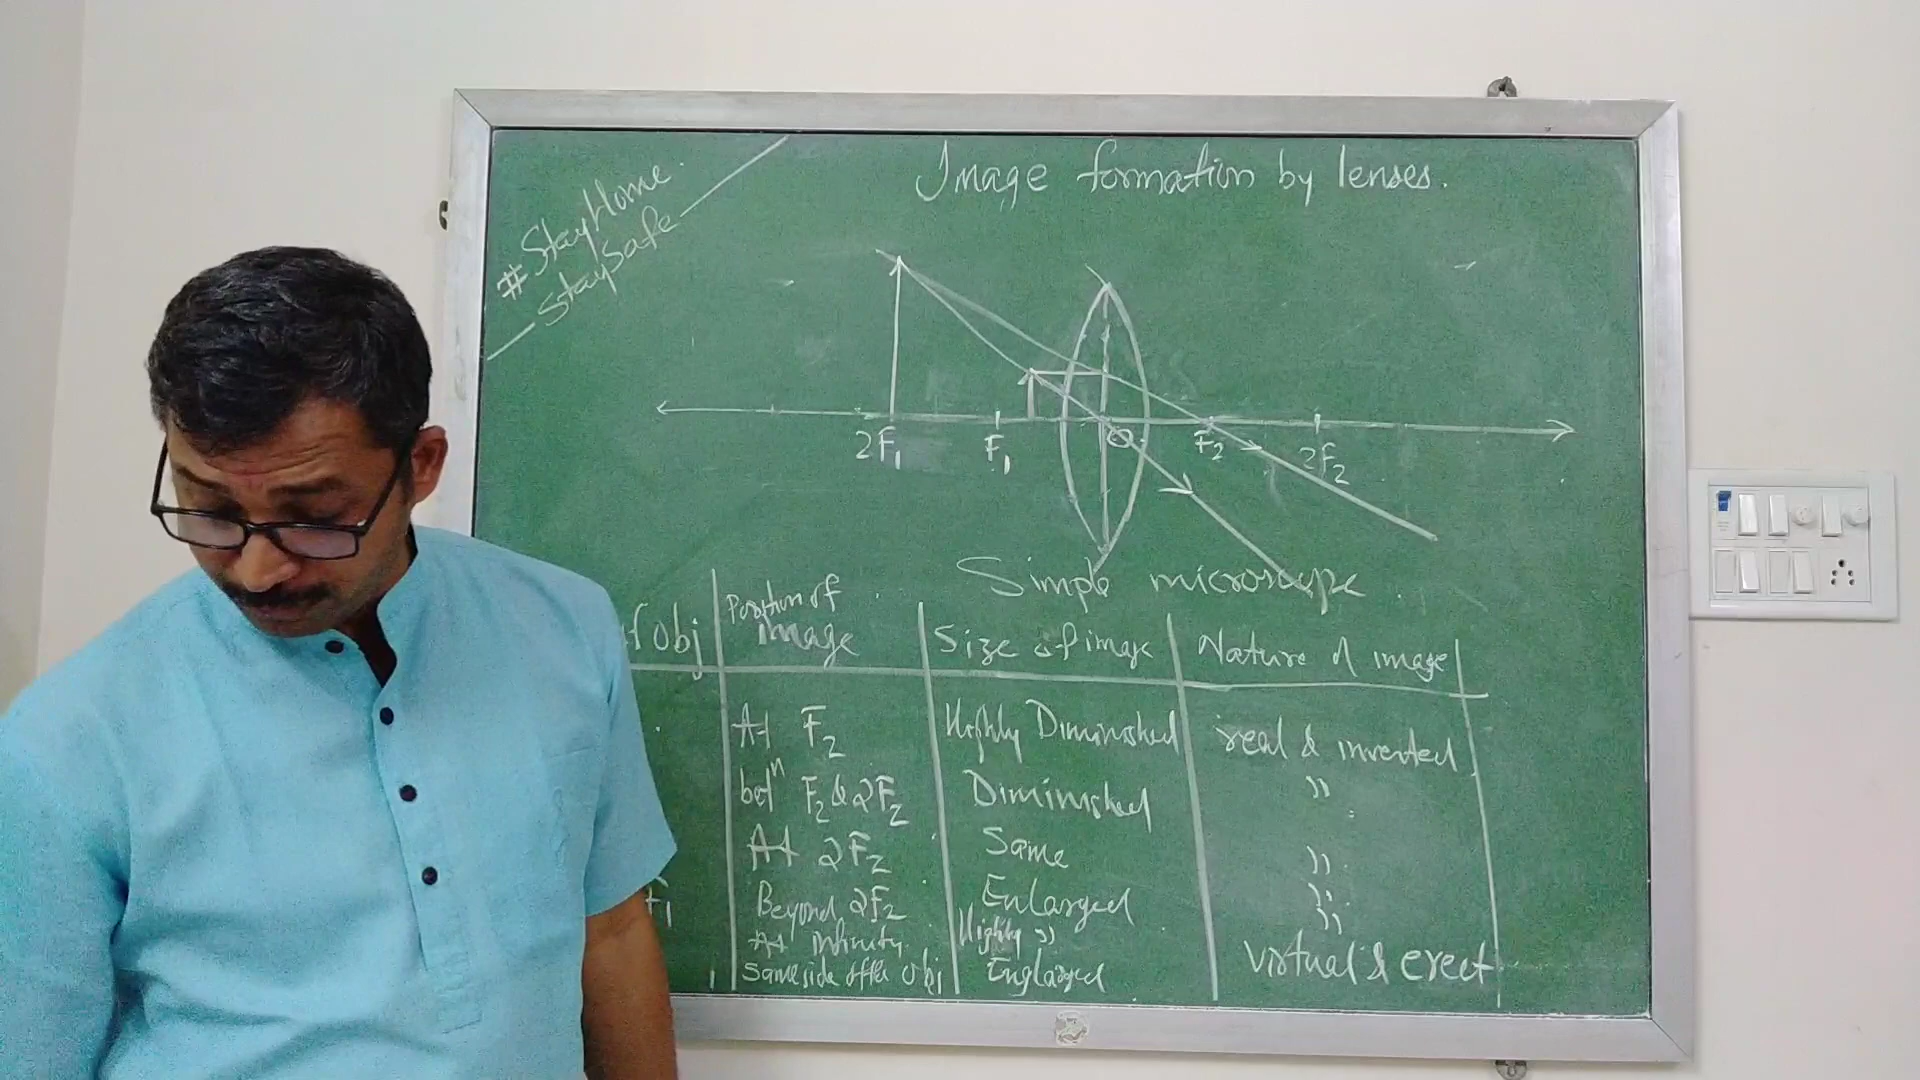 Image formation by lenses.
#StayHome
StaySafe
2F1 F1 O F2 2F2
Simple microscope
of Obj Position of image Size of image Nature of image
At F2 Highly Diminished real & inverted
betn F2 & 2F2 Diminished "
At 2F2 Same "
F1 Beyond 2F2 Enlarged "
At infinity Highly " "
Same side of the Obj Englarged virtual & erect